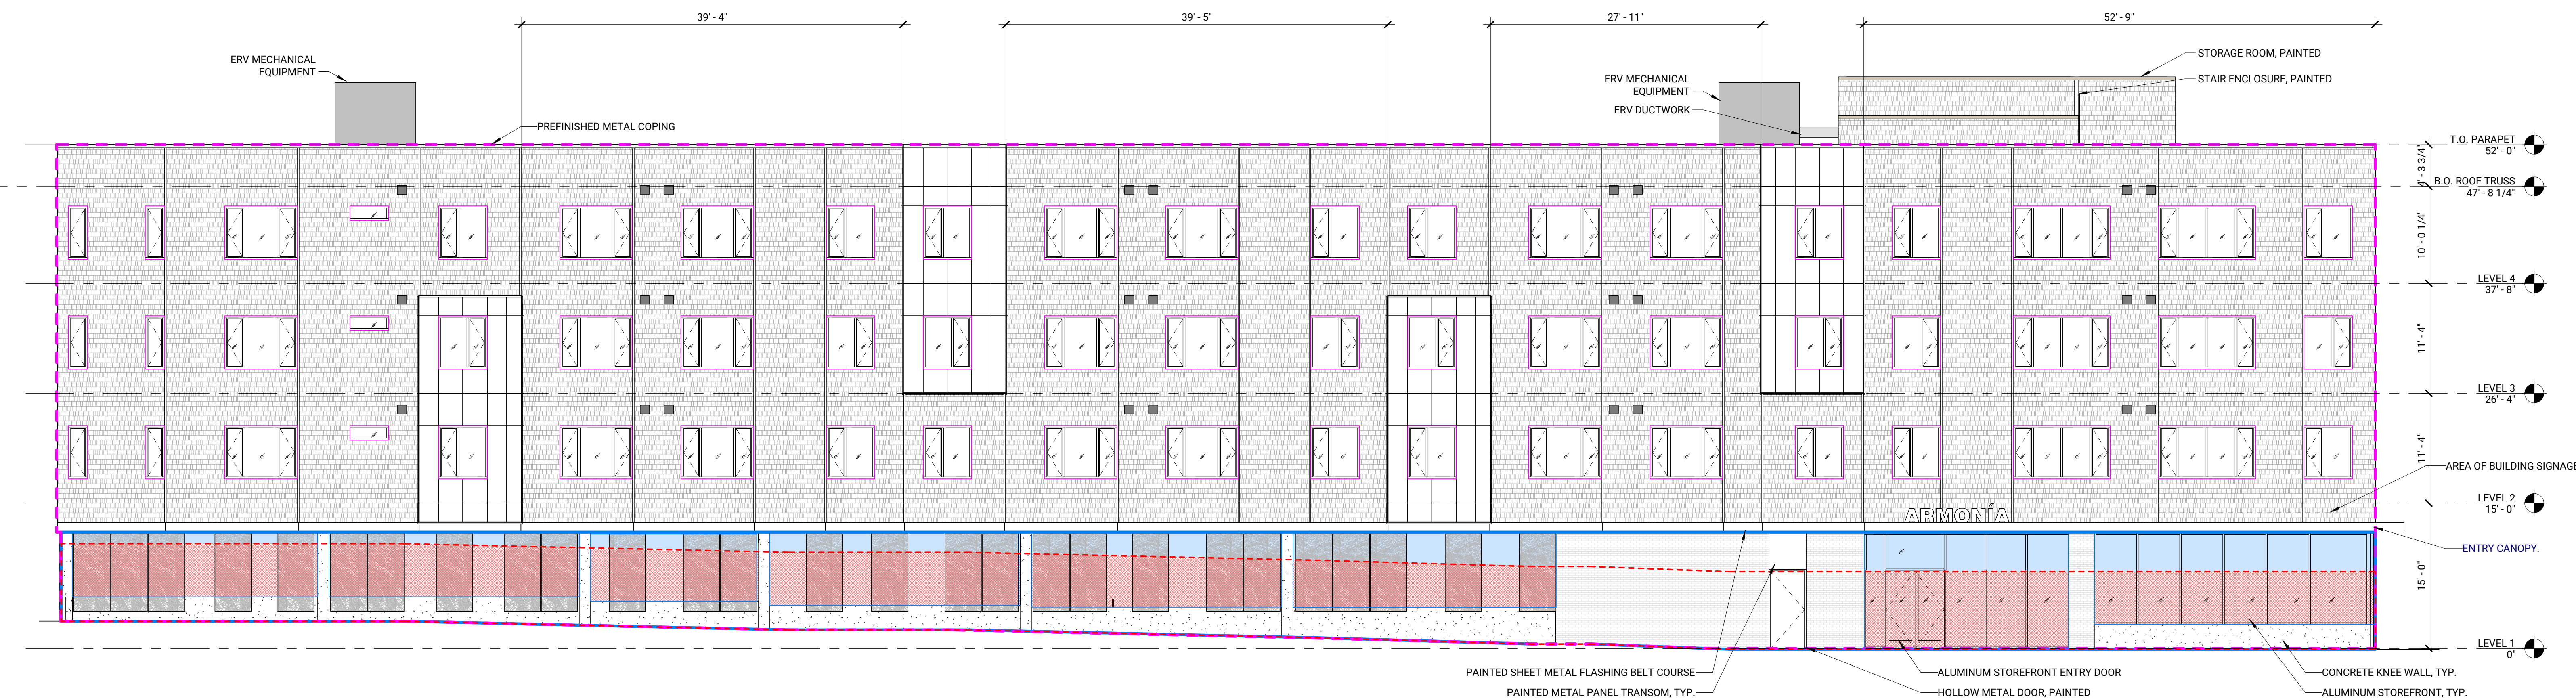 39' - 4"
39' - 5"
27' - 11"
52' - 9"
ERV MECHANICAL
EQUIPMENT
PREFINISHED METAL COPING
ERV MECHANICAL
EQUIPMENT
ERV DUCTWORK
STORAGE ROOM, PAINTED
STAIR ENCLOSURE, PAINTED
T.O. PARAPET
52' - 0"
4' - 3 3/4"
B.O. ROOF TRUSS
47' - 8 1/4"
10' - 0 1/4"
LEVEL 4
37' - 8"
11' - 4"
LEVEL 3
26' - 4"
11' - 4"
AREA OF BUILDING SIGNAGE
LEVEL 2
15' - 0"
ARMONÍA
ENTRY CANOPY.
15' - 0"
LEVEL 1
0"
PAINTED SHEET METAL FLASHING BELT COURSE
PAINTED METAL PANEL TRANSOM, TYP.
ALUMINUM STOREFRONT ENTRY DOOR
HOLLOW METAL DOOR, PAINTED
CONCRETE KNEE WALL, TYP.
ALUMINUM STOREFRONT, TYP.